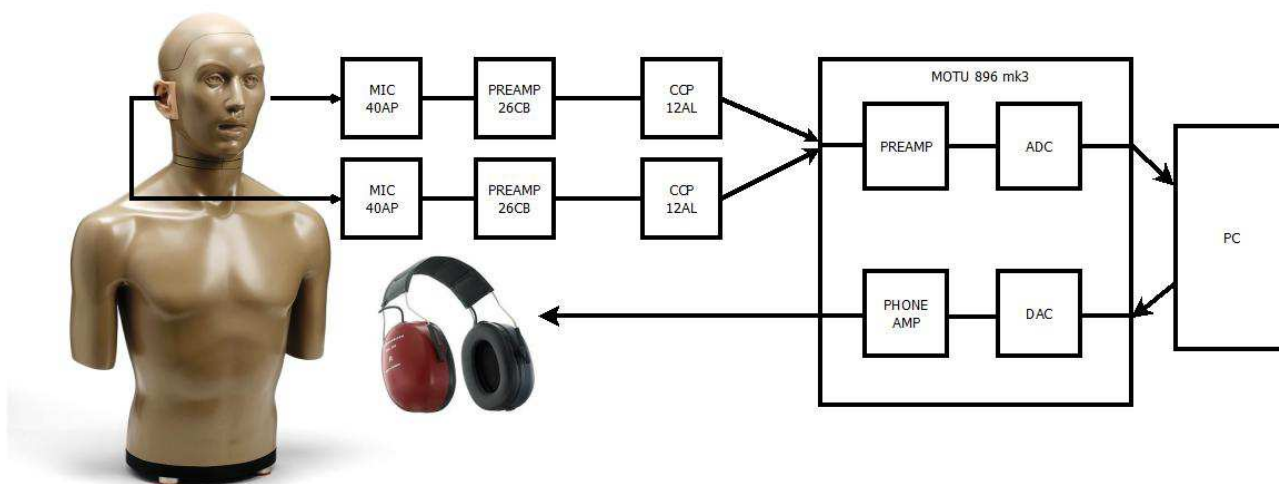 MIC
40AP
PREAMP
26CB
CCP
12AL
MIC
40AP
PREAMP
26CB
CCP
12AL
MOTU 896 mk3
PREAMP
ADC
PC
PHONE
AMP
DAC